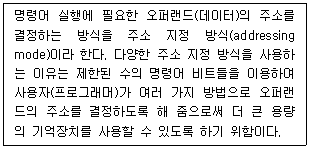 명령어 실행에 필요한 오퍼랜드(데이터)의 주소를
결정하는 방식을 주소 지정 방식(addressing
mode)이라 한다. 다양한 주소 지정 방식을 사용하
는 이유는 제한된 수의 명령어 비트들을 이용하여
사용자(프로그래머)가 여러 가지 방법으로 오퍼랜
드의 주소를 결정하도록 해 줌으로써 더 큰 용량
의 기억장치를 사용할 수 있도록 하기 위함이다.